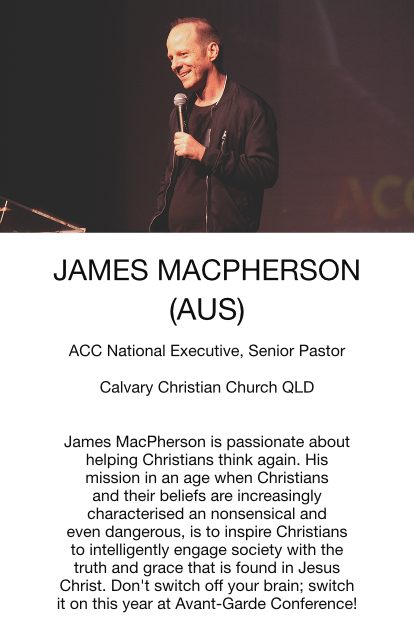 ACC
JAMES MACPHERSON
(AUS)
ACC National Executive, Senior Pastor
Calvary Christian Church QLD
James MacPherson is passionate about
helping Christians think again. His
mission in an age when Christians
and their beliefs are increasingly
characterised an nonsensical and
even dangerous, is to inspire Christians
to intelligently engage society with the
truth and grace that is found in Jesus
Christ. Don't switch off your brain; switch
it on this year at Avant-Garde Conference!